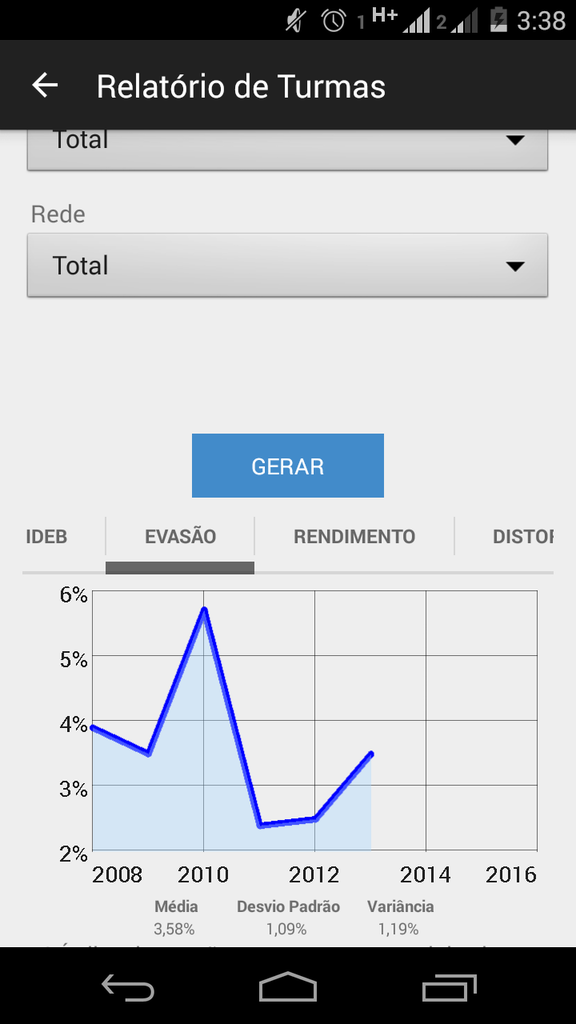 1 H+ 2 3:38
Relatório de Turmas
Total
Rede
Total
GERAR
IDEB EVASÃO RENDIMENTO DISTOR
6%
5%
4%
3%
2%
2008 2010 2012 2014 2016
Média Desvio Padrão Variância
3,58% 1,09% 1,19%